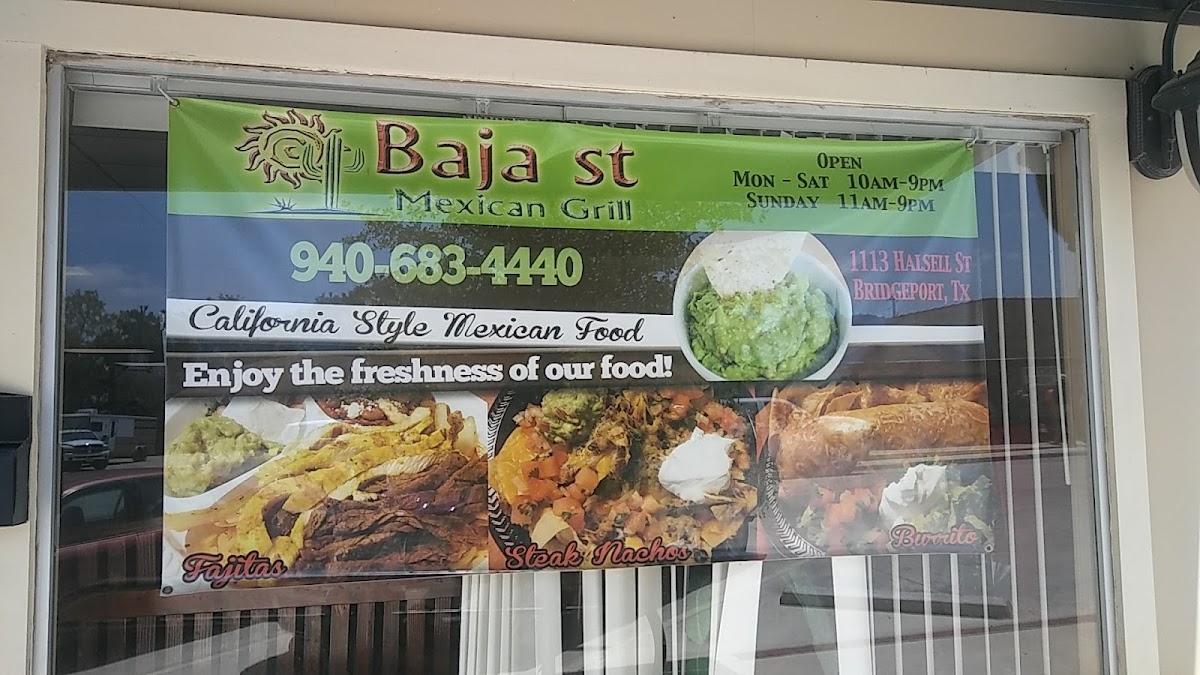 Baja st
Mexican Grill
Open
Mon - Sat 10am-9pm
Sunday 11am-9pm
940-683-4440
1113 Halsell St
Bridgeport, Tx
California Style Mexican Food
Enjoy the freshness of our food!
Fajitas
Steak Nachos
Burrito